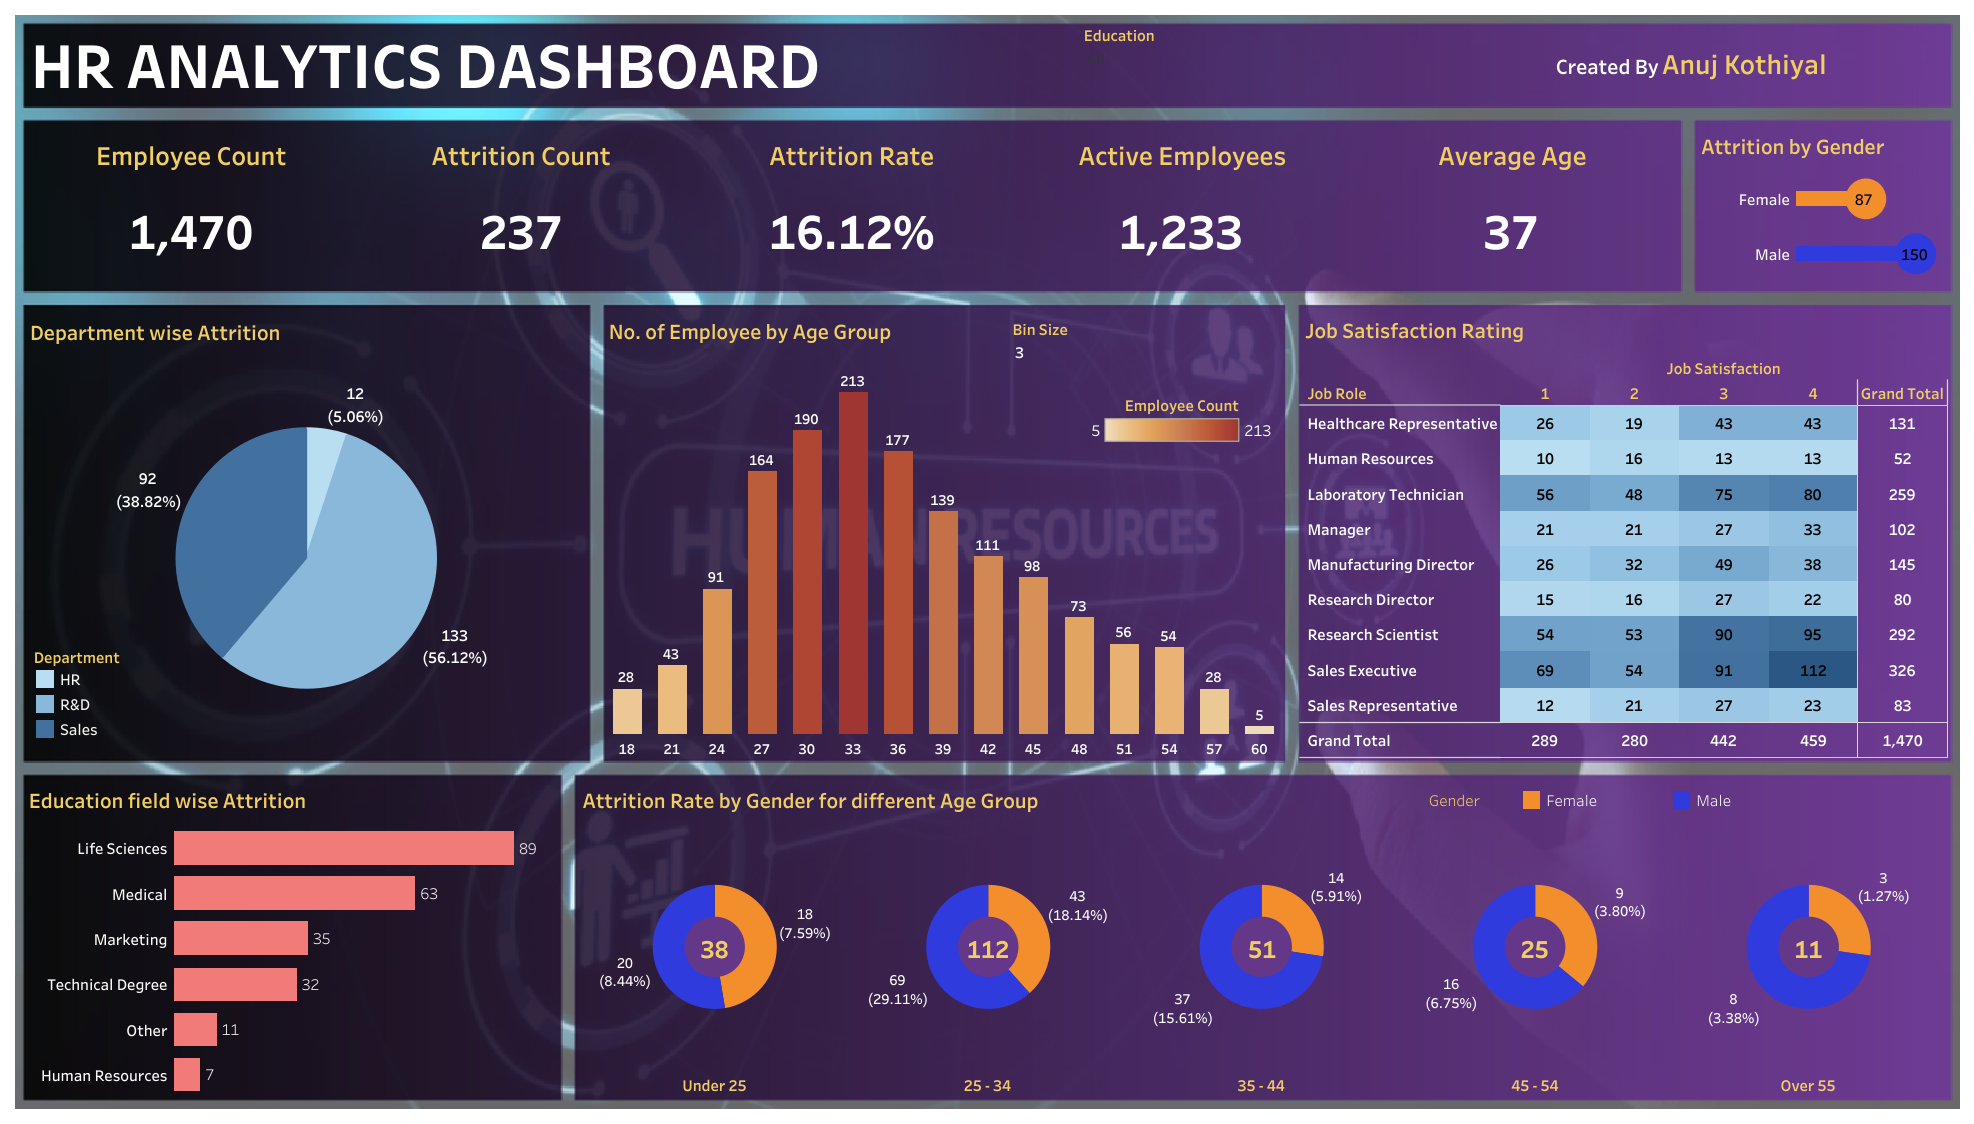 HR ANALYTICS DASHBOARD
Education
Created By Anuj Kothiyal
Employee Count
1,470
Attrition Count
237
Attrition Rate
16.12%
Active Employees
1,233
Average Age
37
Attrition by Gender
Female 87
Male 150
Department wise Attrition
12
(5.06%)
92
(38.82%)
133
(56.12%)
Department
HR
R&D
Sales
No. of Employee by Age Group
Bin Size
3
Employee Count
5 213
28 43 91 164 190 213 177 139 111 98 73 56 54 28 5
18 21 24 27 30 33 36 39 42 45 48 51 54 57 60
HUMAN RESOURCES
Job Satisfaction Rating
Job Satisfaction
Job Role 1 2 3 4 Grand Total
Healthcare Representative 26 19 43 43 131
Human Resources 10 16 13 13 52
Laboratory Technician 56 48 75 80 259
Manager 21 21 27 33 102
Manufacturing Director 26 32 49 38 145
Research Director 15 16 27 22 80
Research Scientist 54 53 90 95 292
Sales Executive 69 54 91 112 326
Sales Representative 12 21 27 23 83
Grand Total 289 280 442 459 1,470
Education field wise Attrition
Life Sciences 89
Medical 63
Marketing 35
Technical Degree 32
Other 11
Human Resources 7
Attrition Rate by Gender for different Age Group
Gender Female Male
18
(7.59%)
38
20
(8.44%)
Under 25
43
(18.14%)
112
69
(29.11%)
25 - 34
14
(5.91%)
51
37
(15.61%)
35 - 44
9
(3.80%)
25
16
(6.75%)
45 - 54
3
(1.27%)
11
8
(3.38%)
Over 55